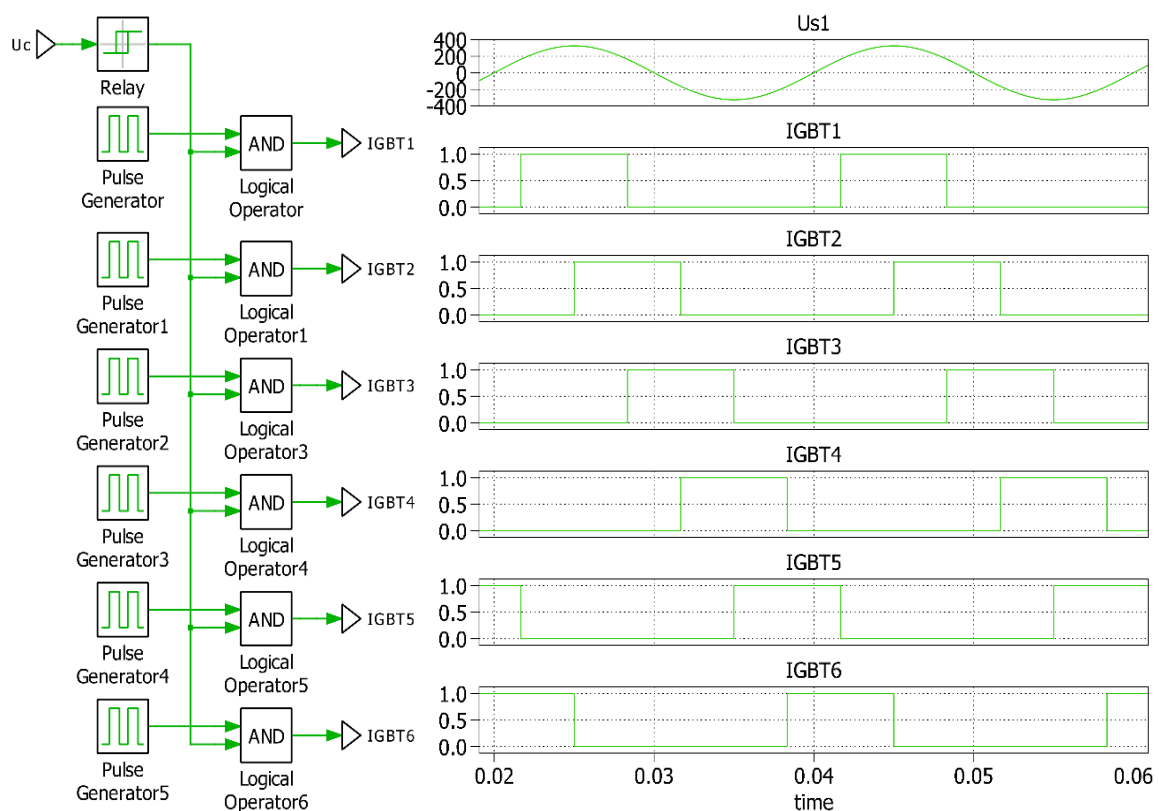 Uc
Relay
Pulse
Generator
AND
Logical
Operator
IGBT1
Pulse
Generator1
AND
Logical
Operator1
IGBT2
Pulse
Generator2
AND
Logical
Operator3
IGBT3
Pulse
Generator3
AND
Logical
Operator4
IGBT4
Pulse
Generator4
AND
Logical
Operator5
IGBT5
Pulse
Generator5
AND
Logical
Operator6
IGBT6
Us1
400
200
0
-200
-400
IGBT1
1.0
0.5
0.0
IGBT2
1.0
0.5
0.0
IGBT3
1.0
0.5
0.0
IGBT4
1.0
0.5
0.0
IGBT5
1.0
0.5
0.0
IGBT6
1.0
0.5
0.0
0.02 0.03 0.04 0.05 0.06
time